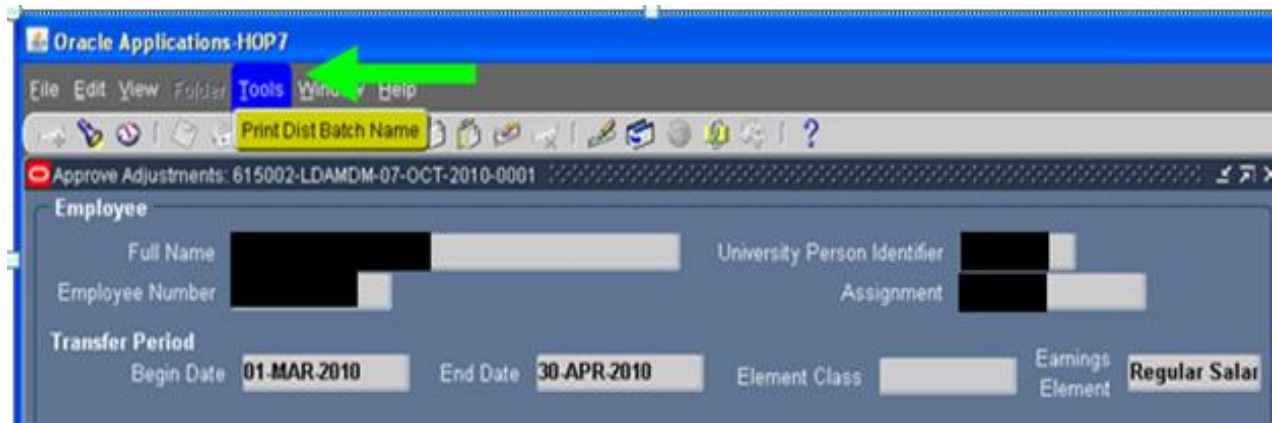 Oracle Applications-HOP7
File Edit View Folder Tools Window Help
Print Dist Batch Name
?
Approve Adjustments: 615002-LDAMDM-07-OCT-2010-0001
Employee
Full Name
University Person Identifier
Employee Number
Assignment
Transfer Period
Begin Date 01-MAR-2010 End Date 30-APR-2010 Element Class Earnings Element Regular Salar